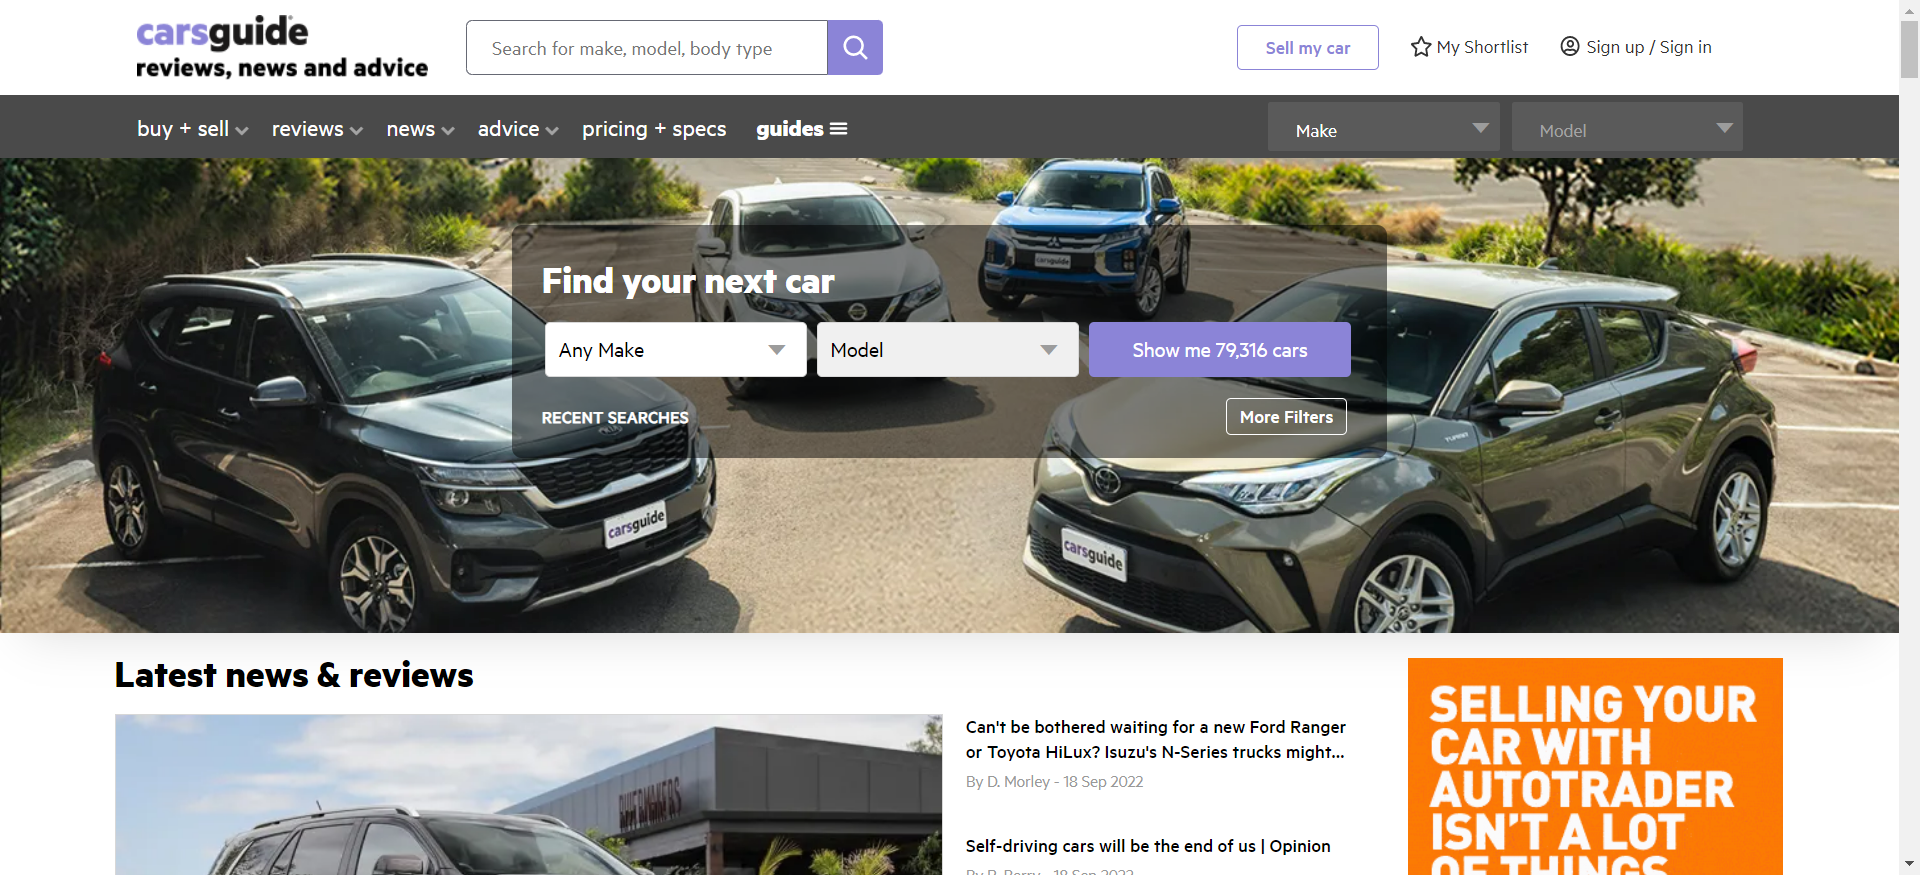 carsguide
reviews, news and advice
Search for make, model, body type
Sell my car
My Shortlist
Sign up / Sign in
buy + sell
reviews
news
advice
pricing + specs
guides
Make
Model
Find your next car
Any Make
Model
Show me 79,316 cars
RECENT SEARCHES
More Filters
carsguide
carsguide
carsguide
Latest news & reviews
Can't be bothered waiting for a new Ford Ranger
or Toyota HiLux? Isuzu's N-Series trucks might...
By D. Morley - 18 Sep 2022
Self-driving cars will be the end of us | Opinion
SELLING YOUR
CAR WITH
AUTOTRADER
ISN'T A LOT
OF THINGS